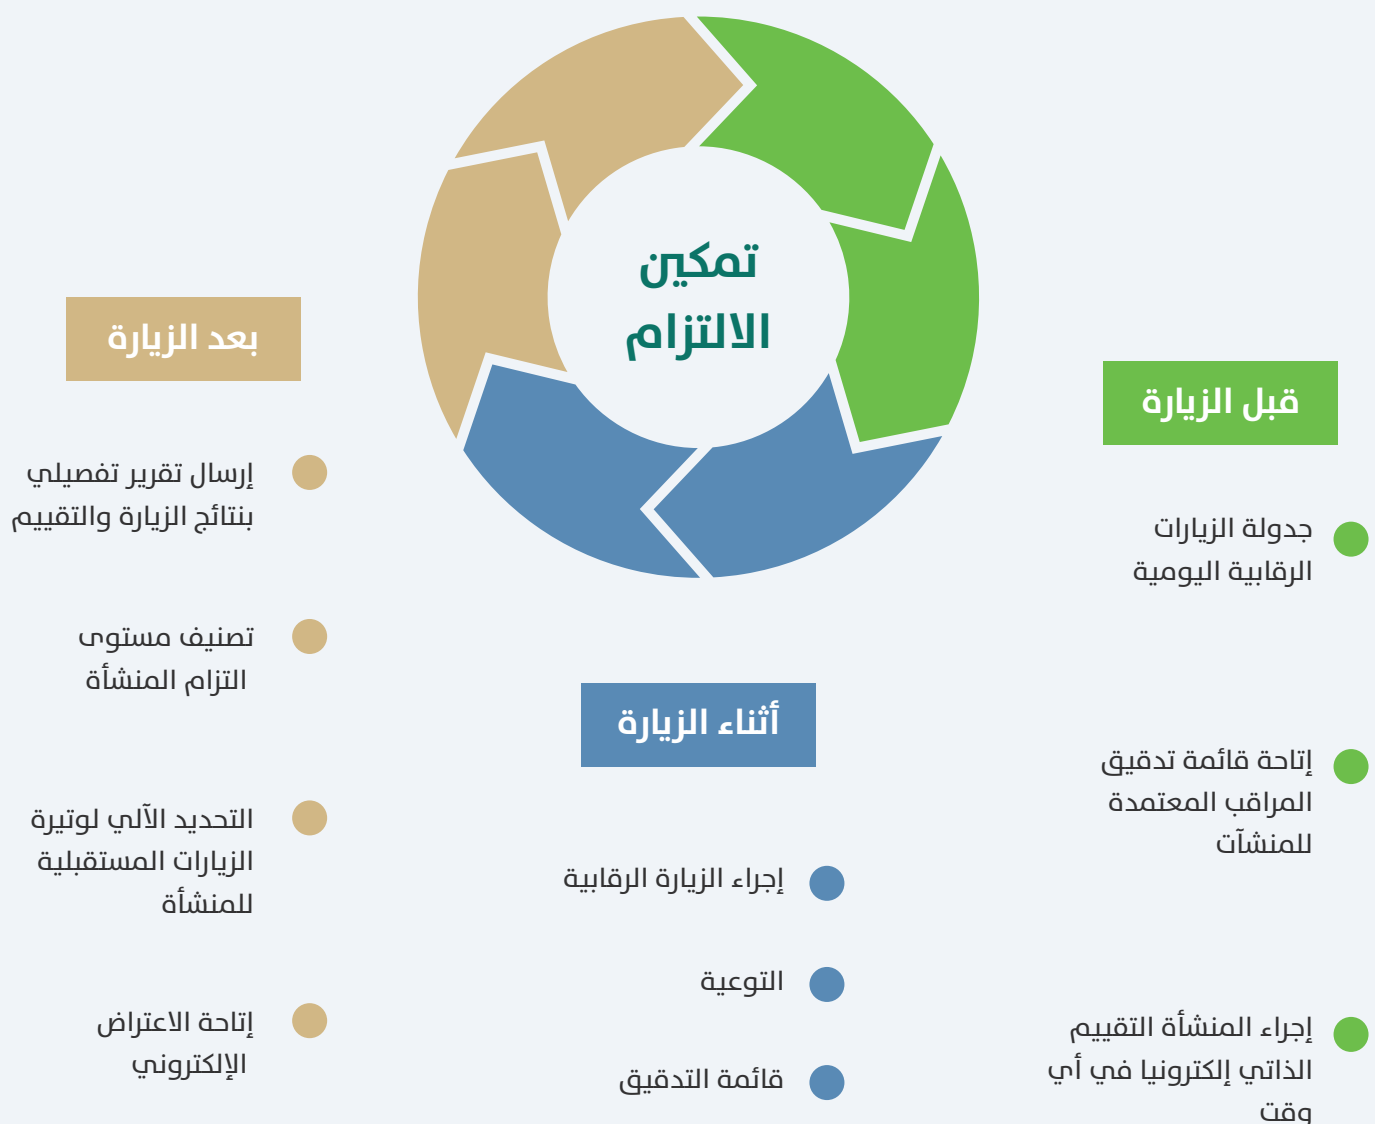 تمكين
الالتزام
قبل الزيارة
جدولة الزيارات
الرقابية اليومية
إتاحة قائمة تدقيق
المراقب المعتمدة
للمنشآت
إجراء المنشأة التقييم
الذاتي إلكترونيا في أي
وقت
أثناء الزيارة
إجراء الزيارة الرقابية
التوعية
قائمة التدقيق
بعد الزيارة
إرسال تقرير تفصيلي
بنتائج الزيارة والتقييم
تصنيف مستوى
التزام المنشأة
التحديد الآلي لوتيرة
الزيارات المستقبلية
للمنشأة
إتاحة الاعتراض
الإلكتروني